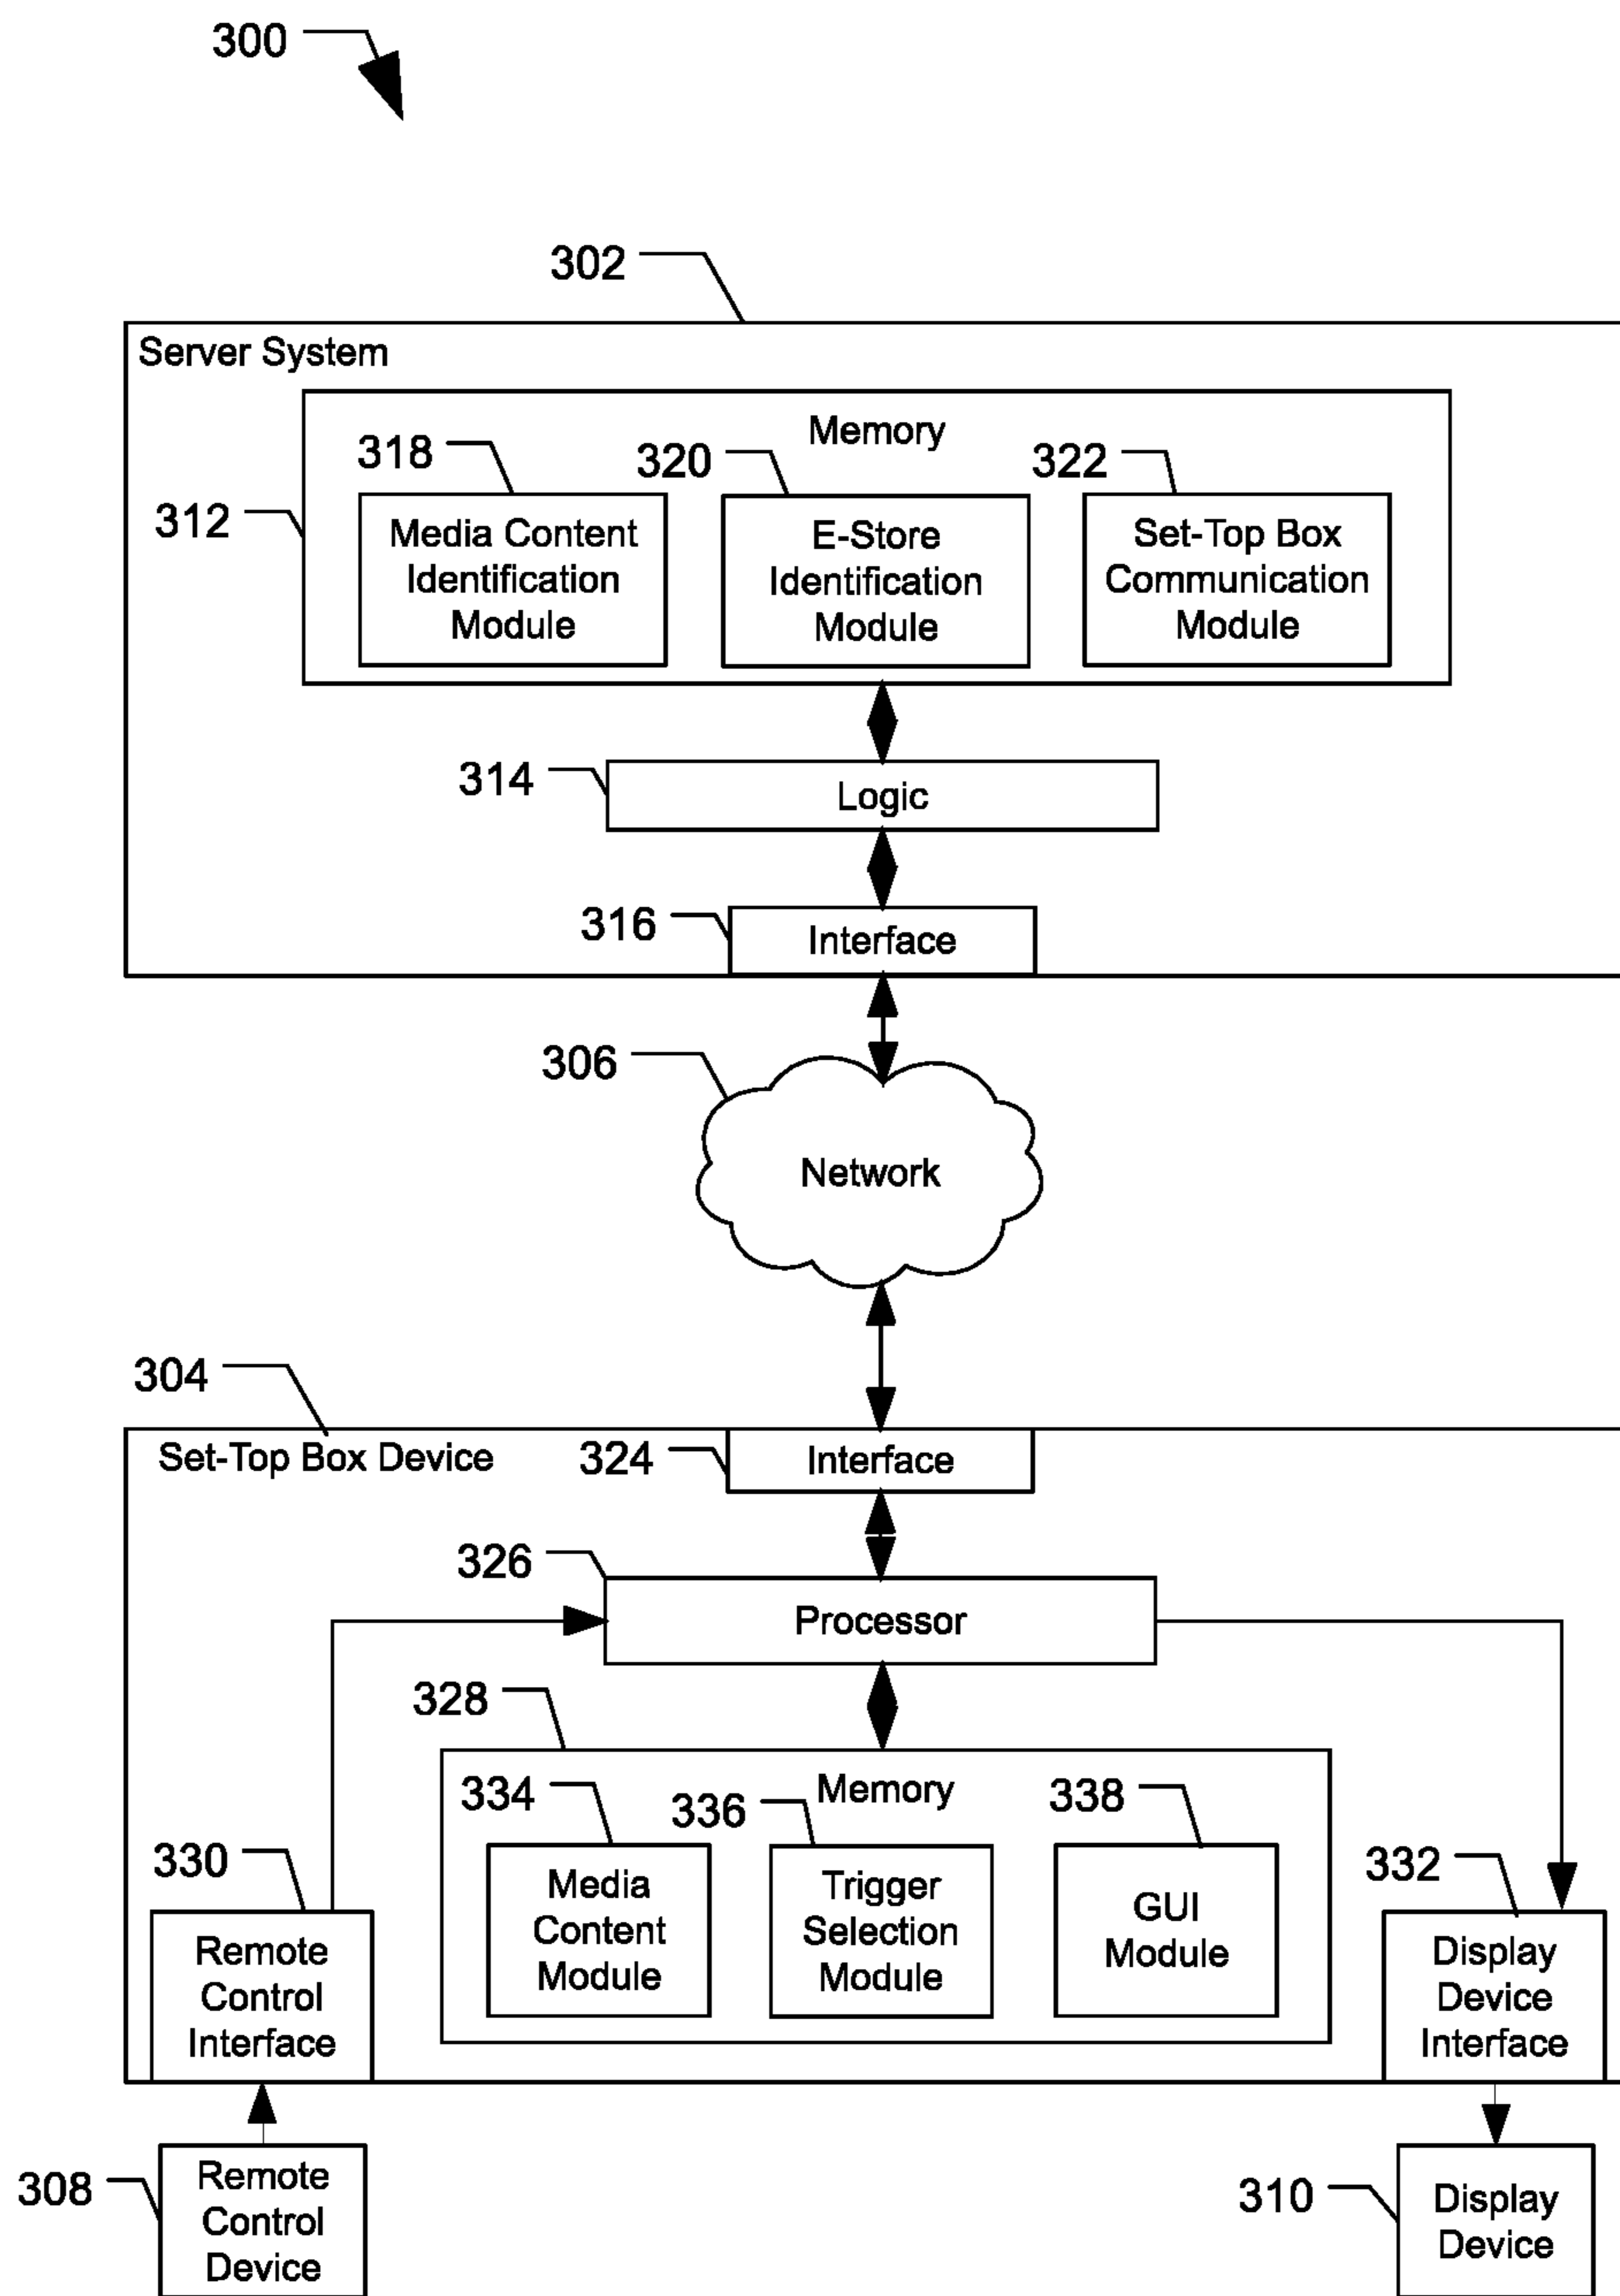 300
302
Server System
Memory
318
320
322
312
Media Content
Identification
Module
E-Store
Identification
Module
Set-Top Box
Communication
Module
314
Logic
316
Interface
306
Network
304
Set-Top Box Device
324
Interface
326
Processor
328
Memory
334
336
338
330
332
Media
Content
Module
Trigger
Selection
Module
GUI
Module
Remote
Control
Interface
Display
Device
Interface
308
Remote
Control
Device
310
Display
Device